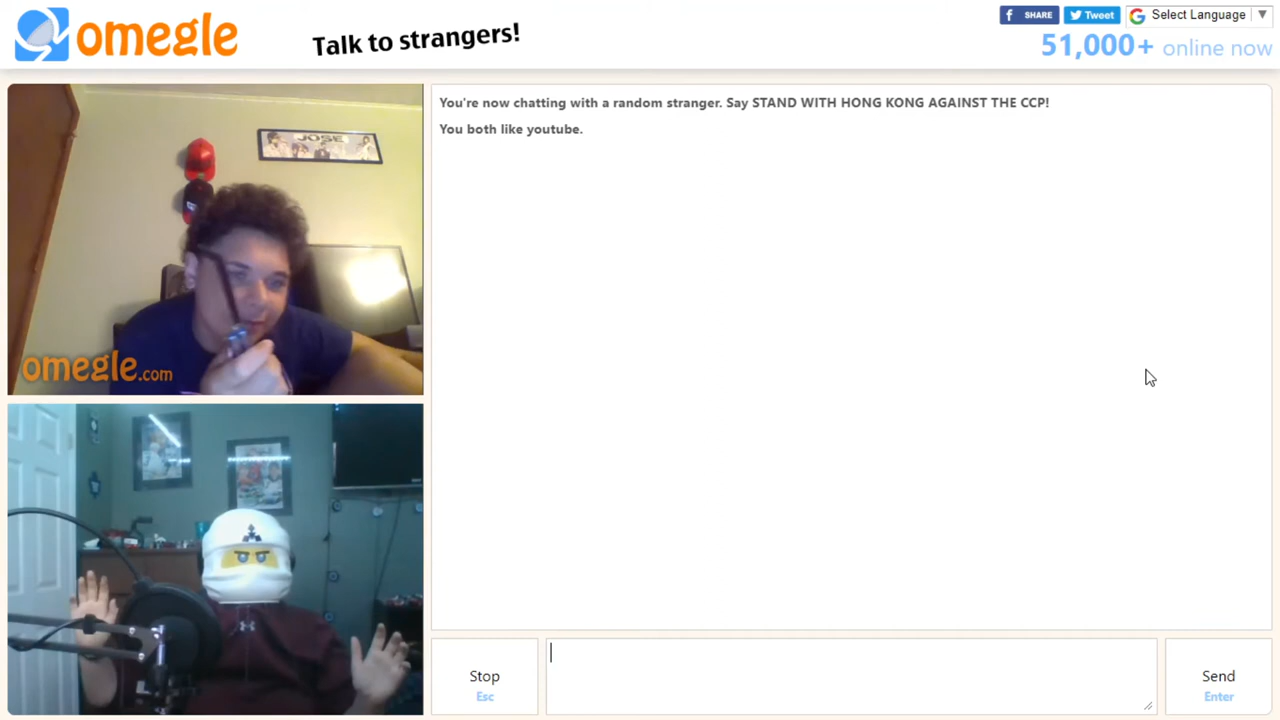 omegle
Talk to strangers!
SHARE
Tweet
Select Language
51,000+ online now
You're now chatting with a random stranger. Say STAND WITH HONG KONG AGAINST THE CCP!
You both like youtube.
JOSE
omegle.com
Stop
Esc
Send
Enter